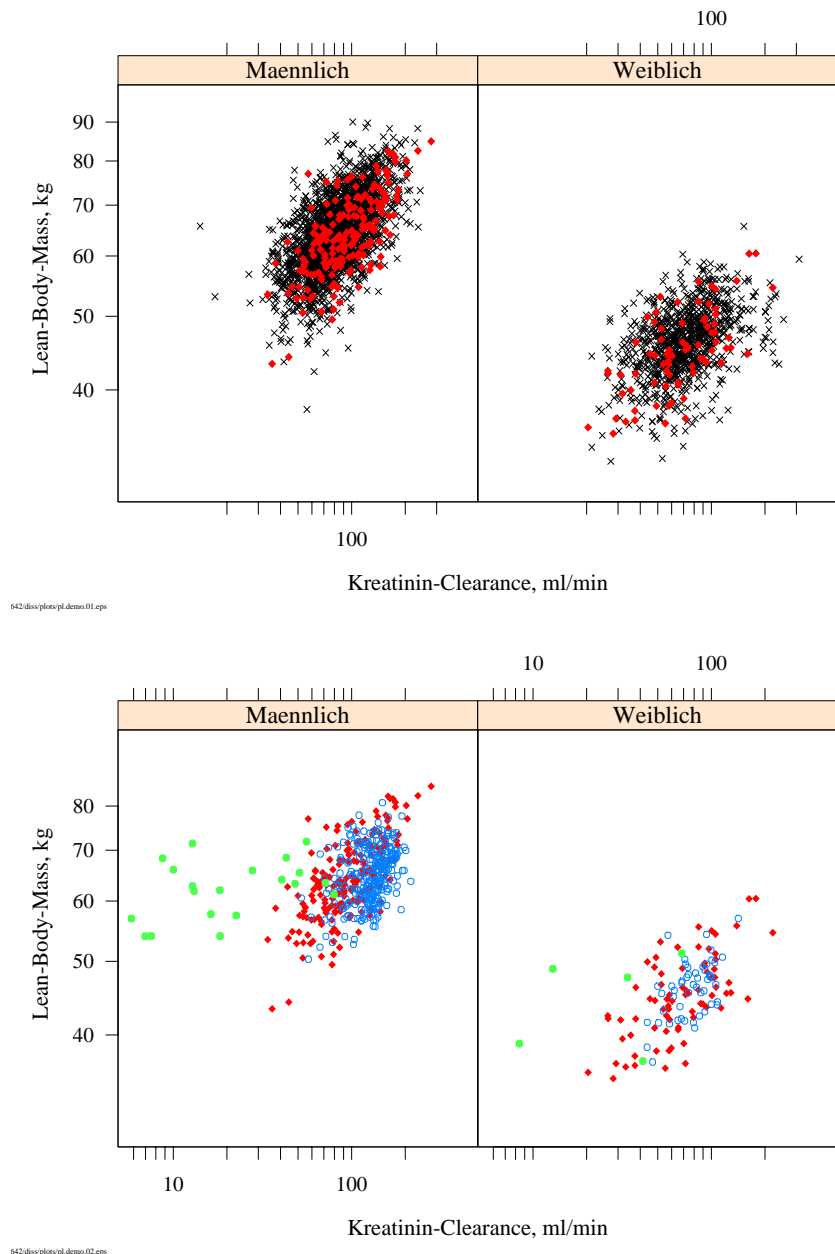 100
Maennlich Weiblich
90
80
70
60
50
40
Lean-Body-Mass, kg
100
Kreatinin-Clearance, ml/min
642/diss/plots/pl.demo.01.eps
10 100
Maennlich Weiblich
80
70
60
50
40
Lean-Body-Mass, kg
10 100
Kreatinin-Clearance, ml/min
642/diss/plots/pl.demo.02.eps